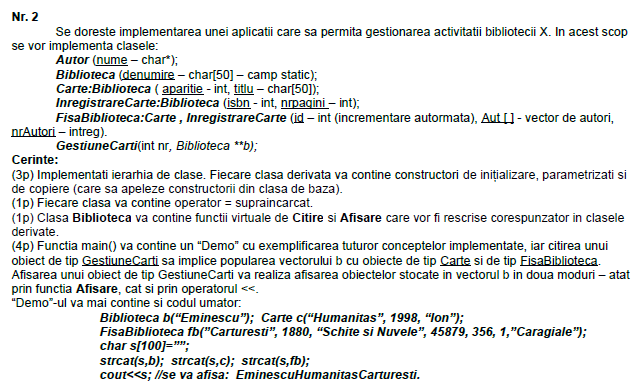 Nr. 2
Se doreste implementarea unei aplicatii care sa permita gestionarea activitatii bibliotecii X. In acest scop
se vor implementa clasele:
Autor (nume – char*);
Biblioteca (denumire – char[50] – camp static);
Carte:Biblioteca ( aparitie - int, titlu – char[50]);
InregistrareCarte:Biblioteca (isbn - int, nrpagini – int);
FisaBiblioteca:Carte , InregistrareCarte (id – int (incrementare autormata), Aut [ ] - vector de autori,
nrAutori – intreg).
GestiuneCarti(int nr, Biblioteca **b);
Cerinte:
(3p) Implementati ierarhia de clase. Fiecare clasa derivata va contine constructori de inițializare, parametrizati si
de copiere (care sa apeleze constructorii din clasa de baza).
(1p) Fiecare clasa va contine operator = supraincarcat.
(1p) Clasa Biblioteca va contine functii virtuale de Citire si Afisare care vor fi rescrise corespunzator in clasele
derivate.
(4p) Functia main() va contine un “Demo” cu exemplificarea tuturor conceptelor implementate, iar citirea unui
obiect de tip GestiuneCarti sa implice popularea vectorului b cu obiecte de tip Carte si de tip FisaBiblioteca.
Afisarea unui obiect de tip GestiuneCarti va realiza afisarea obiectelor stocate in vectorul b in doua moduri – atat
prin functia Afisare, cat si prin operatorul <<.
“Demo”-ul va mai contine si codul umator:
Biblioteca b(“Eminescu”); Carte c(“Humanitas”, 1998, “Ion”);
FisaBiblioteca fb(”Carturesti”, 1880, “Schite si Nuvele”, 45879, 356, 1,”Caragiale”);
char s[100]=””;
strcat(s,b); strcat(s,c); strcat(s,fb);
cout<<s; //se va afisa: EminescuHumanitasCarturesti.